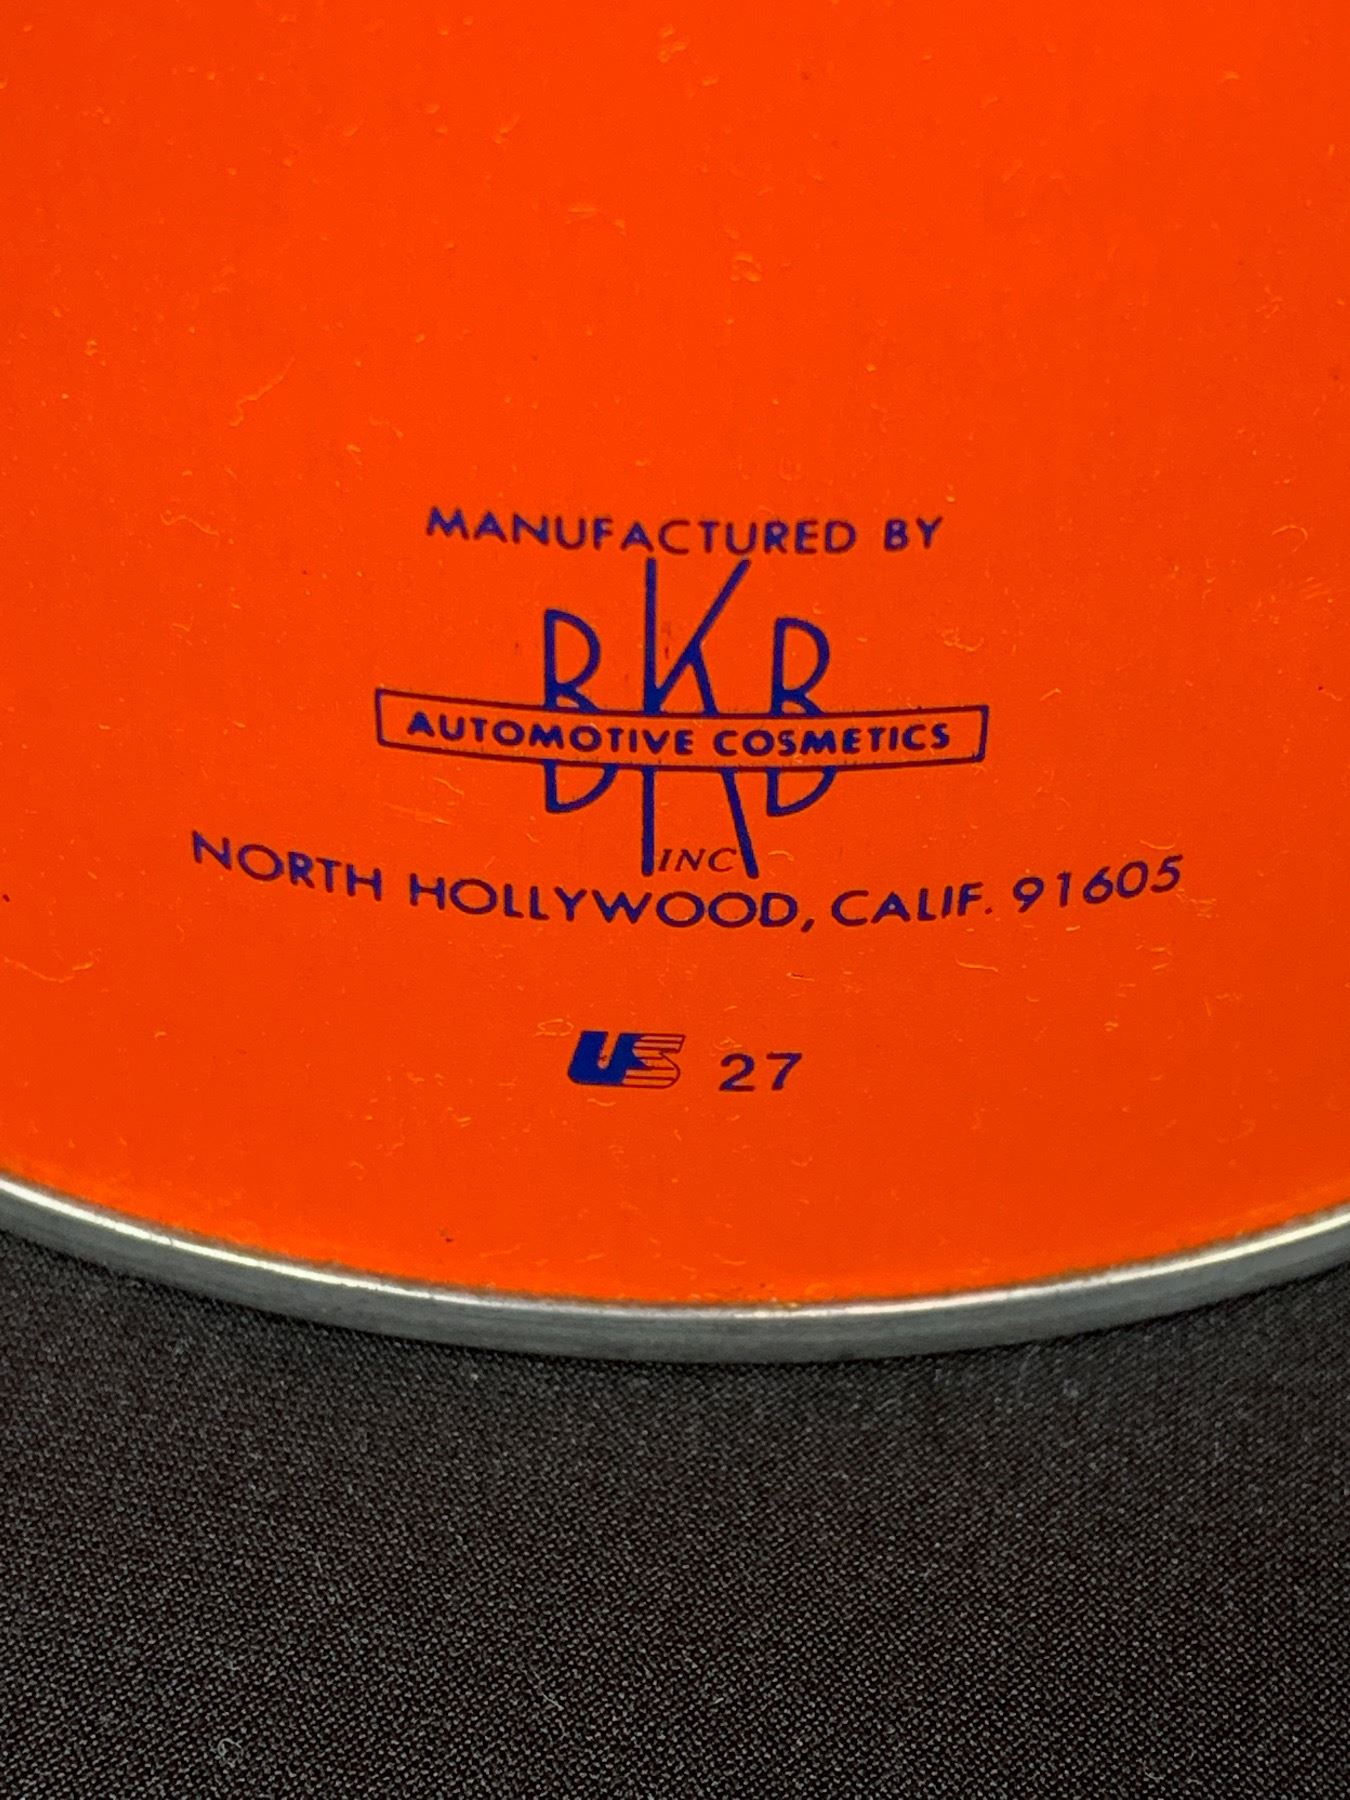 MANUFACTURED BY
BKB
AUTOMOTIVE COSMETICS
INC
NORTH HOLLYWOOD, CALIF. 91605
US 27